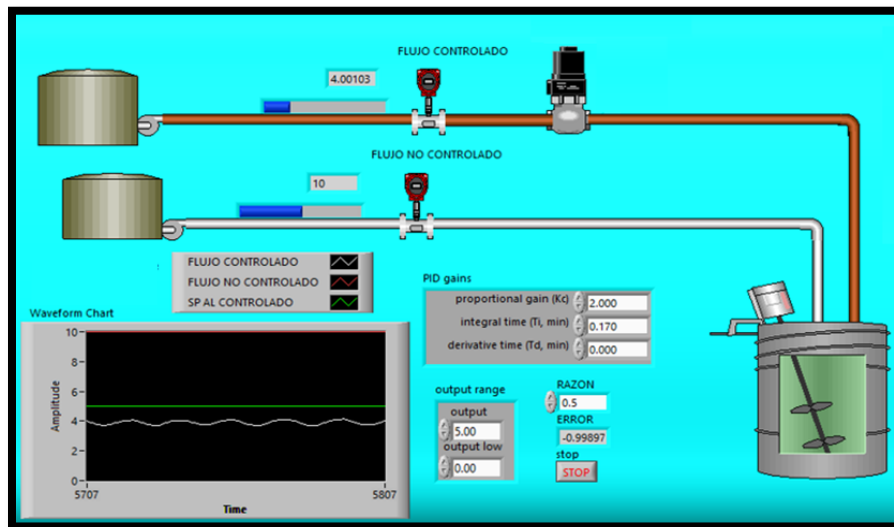 FLUJO CONTROLADO
4.00103
FLUJO NO CONTROLADO
10
FLUJO CONTROLADO
FLUJO NO CONTROLADO
SP AL CONTROLADO
Waveform Chart
10
8
6
4
2
0
Amplitude
5707
5807
Time
PID gains
proportional gain (Kc) 2.000
integral time (Ti, min) 0.170
derivative time (Td, min) 0.000
output range
output
5.00
output low
0.00
RAZON
0.5
ERROR
-0.99897
stop
STOP